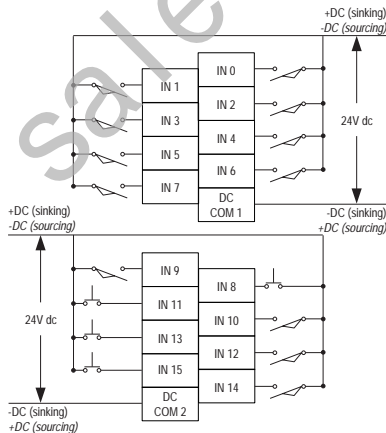 +DC (sinking)
-DC (sourcing)
IN 0
IN 1
IN 2
IN 3
IN 4
IN 5
IN 6
IN 7
DC
COM 1
24V dc
-DC (sinking)
+DC (sourcing)
+DC (sinking)
-DC (sourcing)
IN 9
IN 8
IN 11
IN 10
IN 13
IN 12
IN 15
IN 14
DC
COM 2
24V dc
-DC (sinking)
+DC (sourcing)
sale